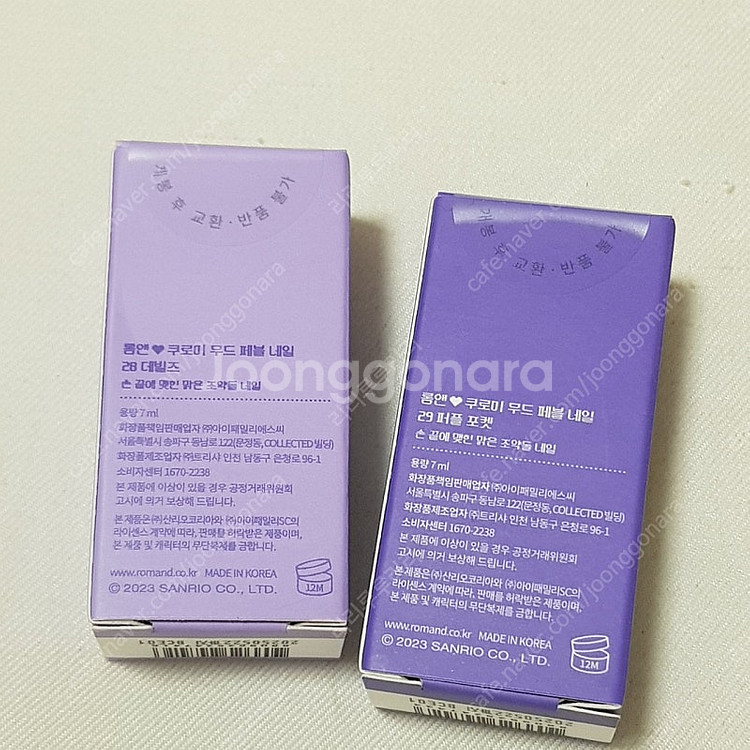 개봉 후 교환·반품 불가
롬앤♥쿠로미 무드 페블 네일
28 데빌즈
손 끝에 맺힌 맑은 조약돌 네일
용량 7 ml
화장품책임판매업자 ㈜아이패밀리에스씨
서울특별시 송파구 동남로 122(문정동, COLLECTED 빌딩)
화장품제조업자 ㈜트리샤 인천 남동구 은청로 96-1
소비자센터 1670-2238
본 제품에 이상이 있을 경우 공정거래위원회
고시에 의거 보상해 드립니다.
본 제품은 ㈜산리오코리아와 ㈜아이패밀리SC의
라이센스 계약에 따라, 판매를 허락받은 제품이며,
본 제품 및 캐릭터의 무단복제를 금합니다.
www.romand.co.kr MADE IN KOREA
© 2023 SANRIO CO., LTD.
12M
개봉 후 교환·반품 불가
롬앤♥쿠로미 무드 페블 네일
29 퍼플 포켓
손 끝에 맺힌 맑은 조약돌 네일
용량 7 ml
화장품책임판매업자 ㈜아이패밀리에스씨
서울특별시 송파구 동남로 122(문정동, COLLECTED 빌딩)
화장품제조업자 ㈜트리샤 인천 남동구 은청로 96-1
소비자센터 1670-2238
본 제품에 이상이 있을 경우 공정거래위원회
고시에 의거 보상해 드립니다.
본 제품은 ㈜산리오코리아와 ㈜아이패밀리SC의
라이센스 계약에 따라, 판매를 허락받은 제품이며,
본 제품 및 캐릭터의 무단복제를 금합니다.
www.romand.co.kr MADE IN KOREA
© 2023 SANRIO CO., LTD.
12M
Joonggonara
cafe.naver.com/joonggonara